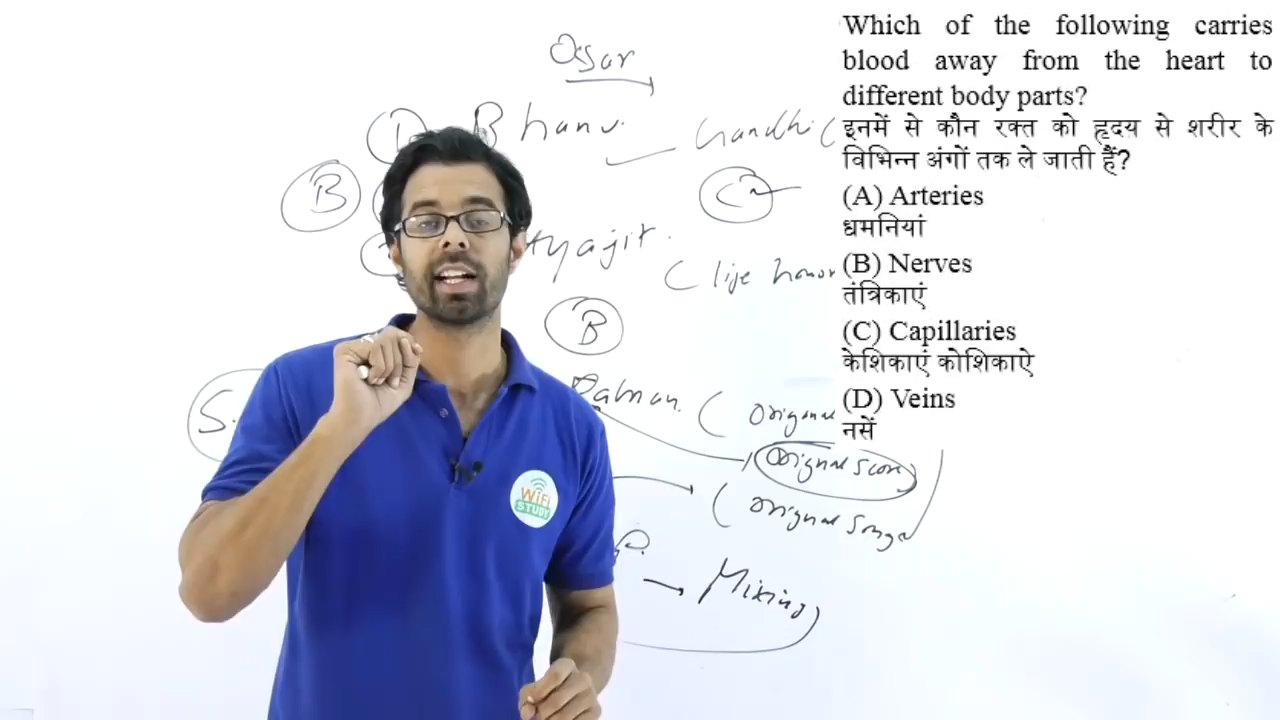 Which of the following carries
blood away from the heart to
different body parts?
इनमें से कौन रक्त को हृदय से शरीर के
विभिन्न अंगों तक ले जाती हैं?
(A) Arteries
धमनियां
(B) Nerves
तंत्रिकाएं
(C) Capillaries
केशिकाएं कोशिकाऐ
(D) Veins
नसें
Oscar
① Bhanu
Gandhi (
B
C
tyajit.
( life honor
B
5.
( Original
Original Score
( Original Songs
Mixing
WiFi
STUDY